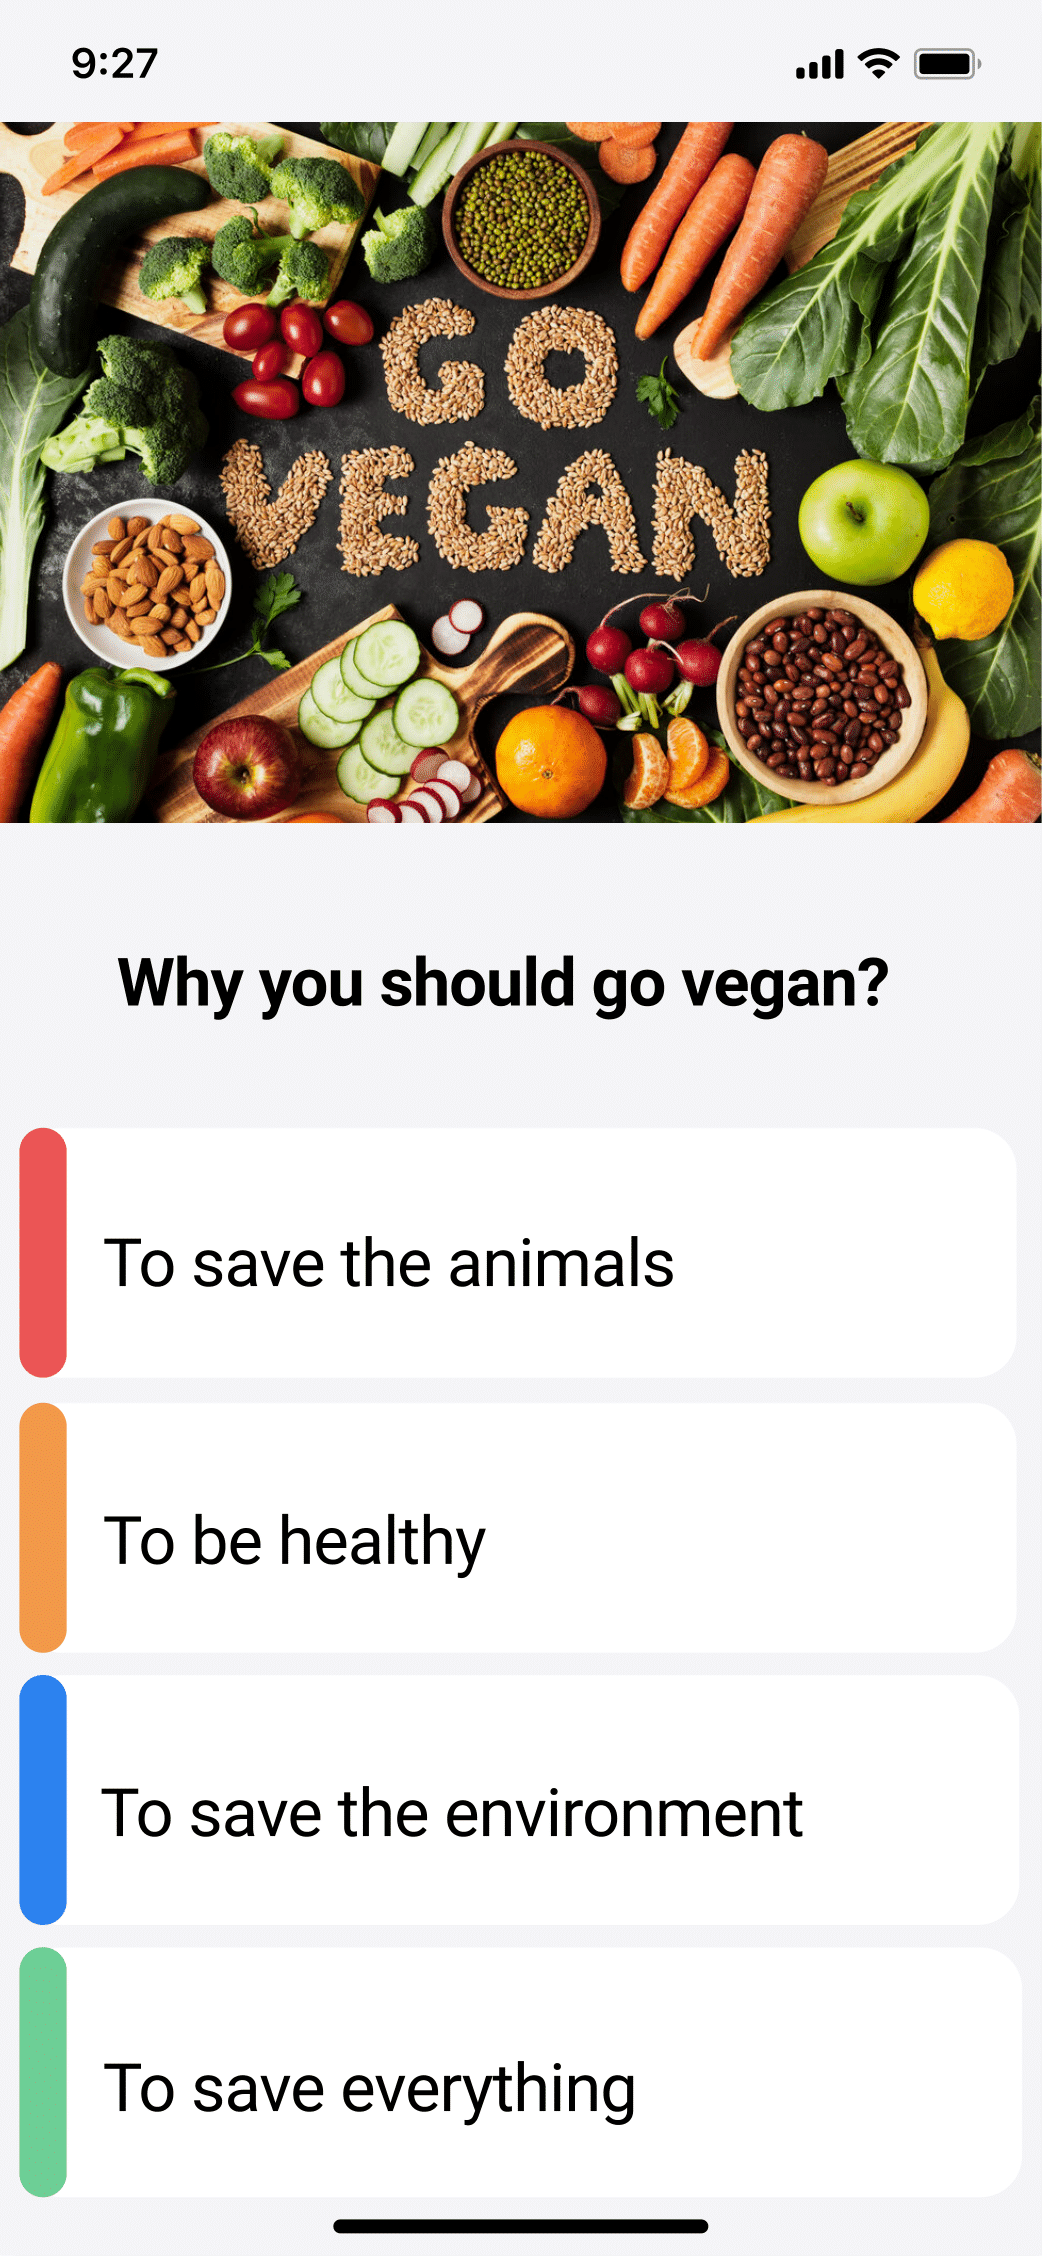 9:27
GO
VEGAN
Why you should go vegan?
To save the animals
To be healthy
To save the environment
To save everything